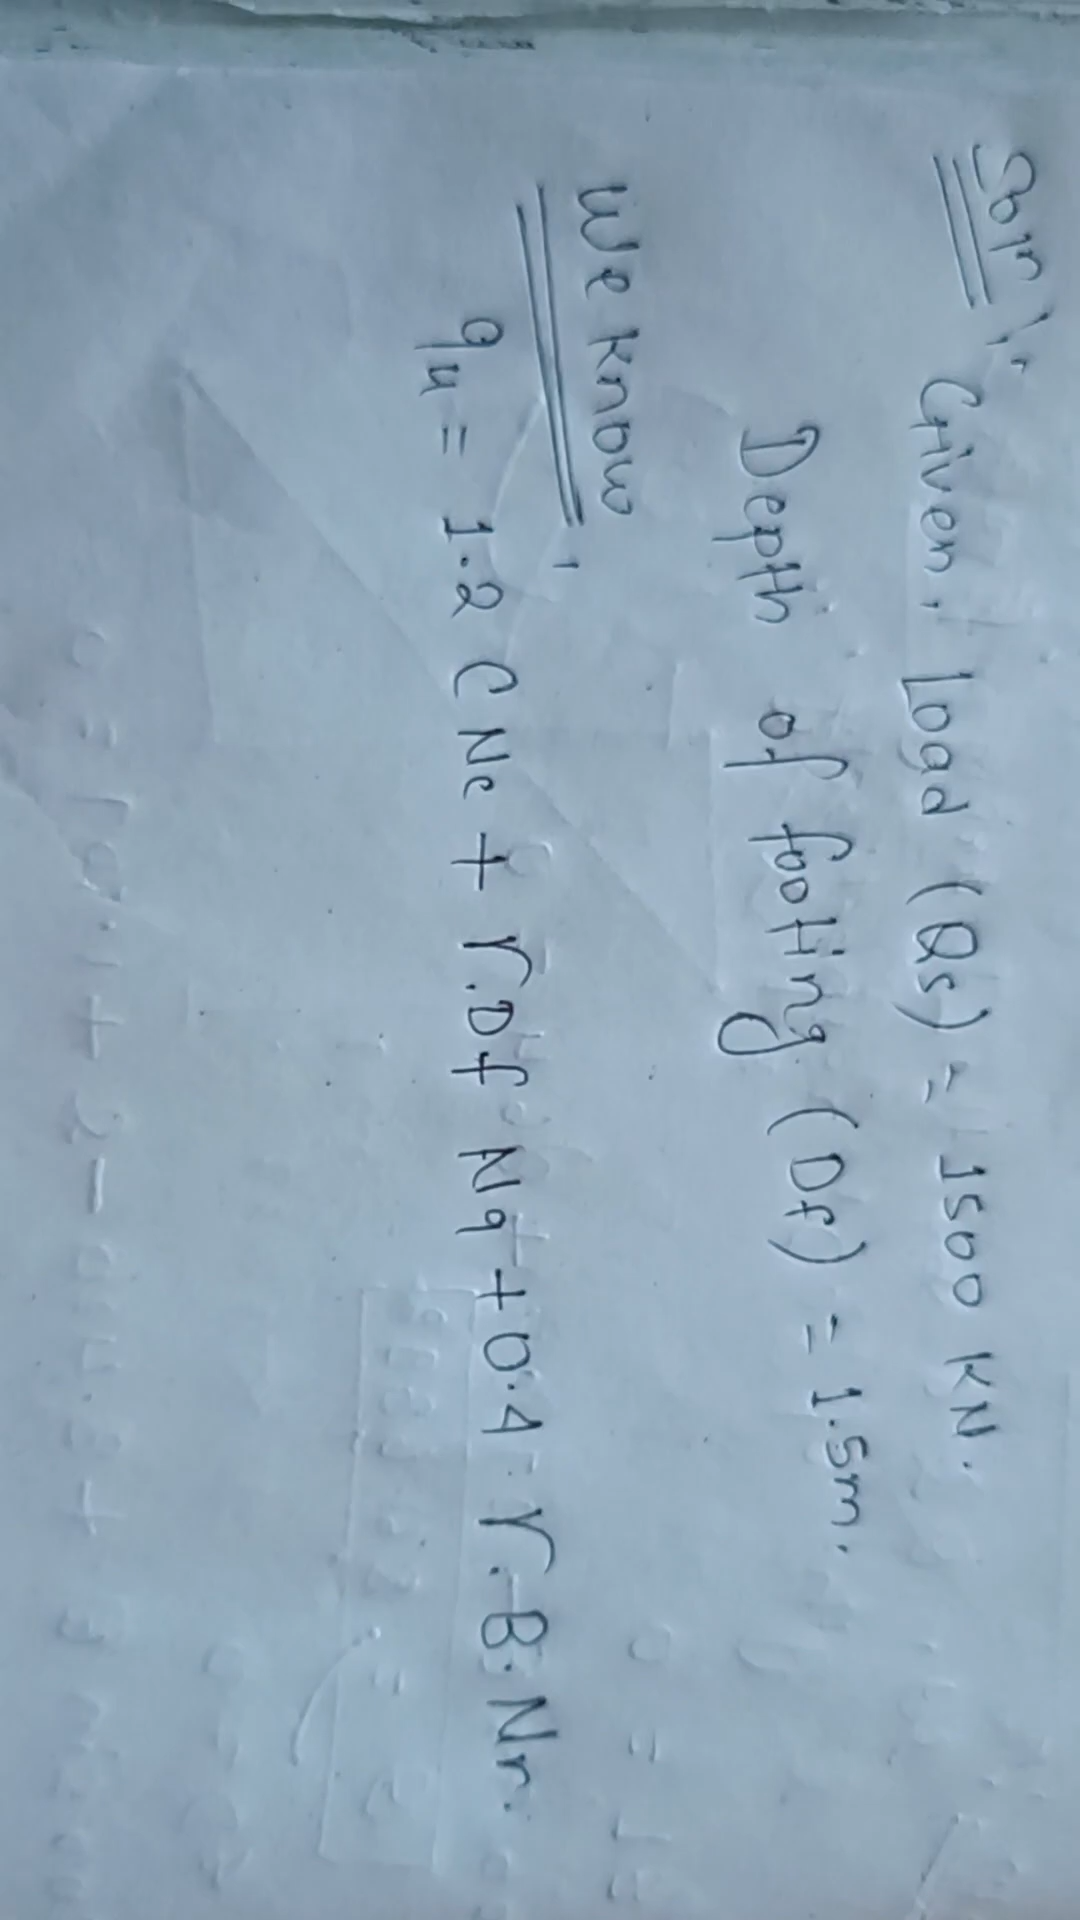 Soln :-
Given, Load (Qs) = 1500 KN.
Depth of footing (Df) = 1.5m.
We know,
qu = 1.2 C Nc + γ.Df Nq + 0.4 γ.B.Nr.